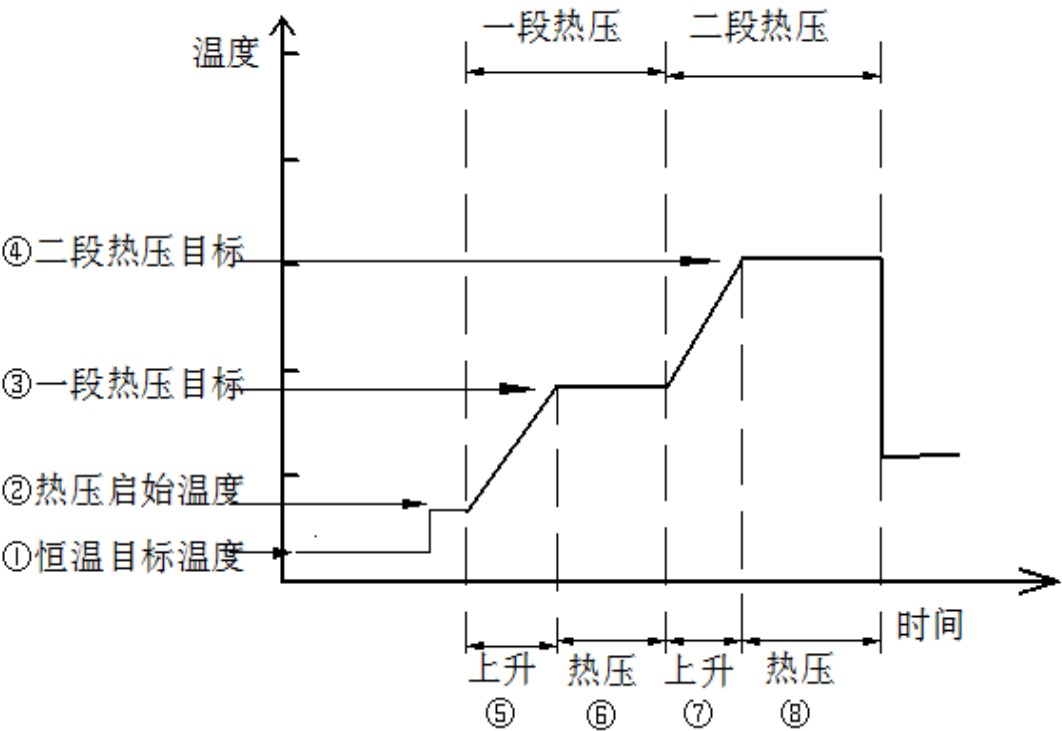 一段热压
二段热压
温度
④二段热压目标
③一段热压目标
②热压启始温度
①恒温目标温度
时间
上升
热压
上升
热压
⑤
⑥
⑦
⑧